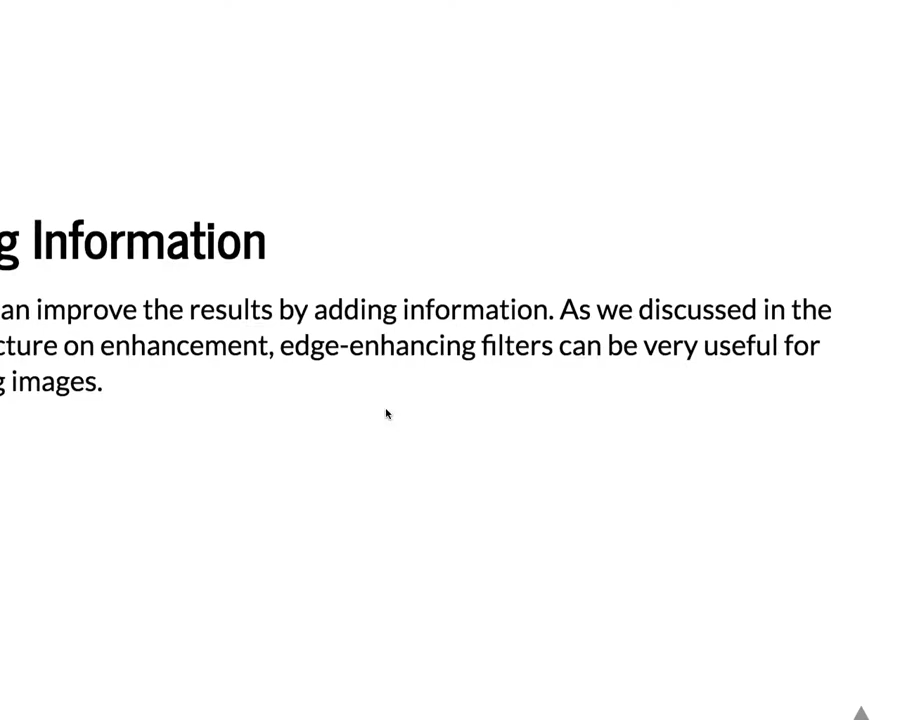 g Information
an improve the results by adding information. As we discussed in the
cture on enhancement, edge-enhancing filters can be very useful for
g images.